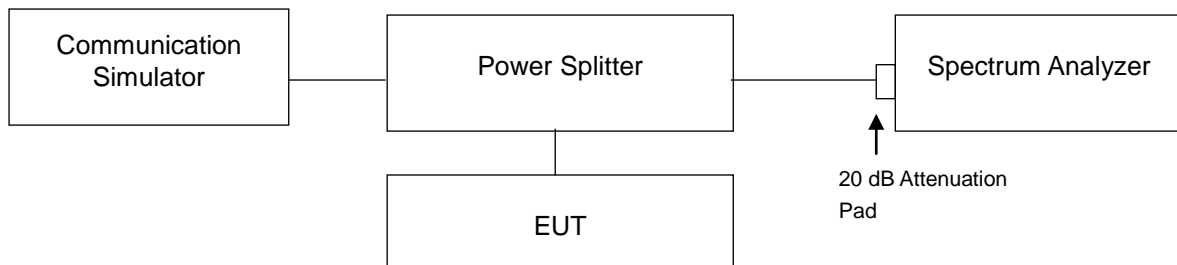 Communication
Simulator
Power Splitter
Spectrum Analyzer
20 dB Attenuation
Pad
EUT